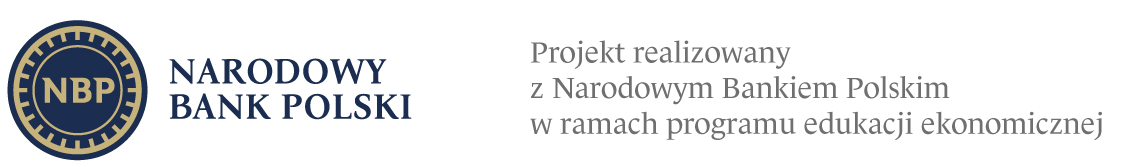 NBP
NARODOWY
BANK POLSKI
Projekt realizowany
z Narodowym Bankiem Polskim
w ramach programu edukacji ekonomicznej